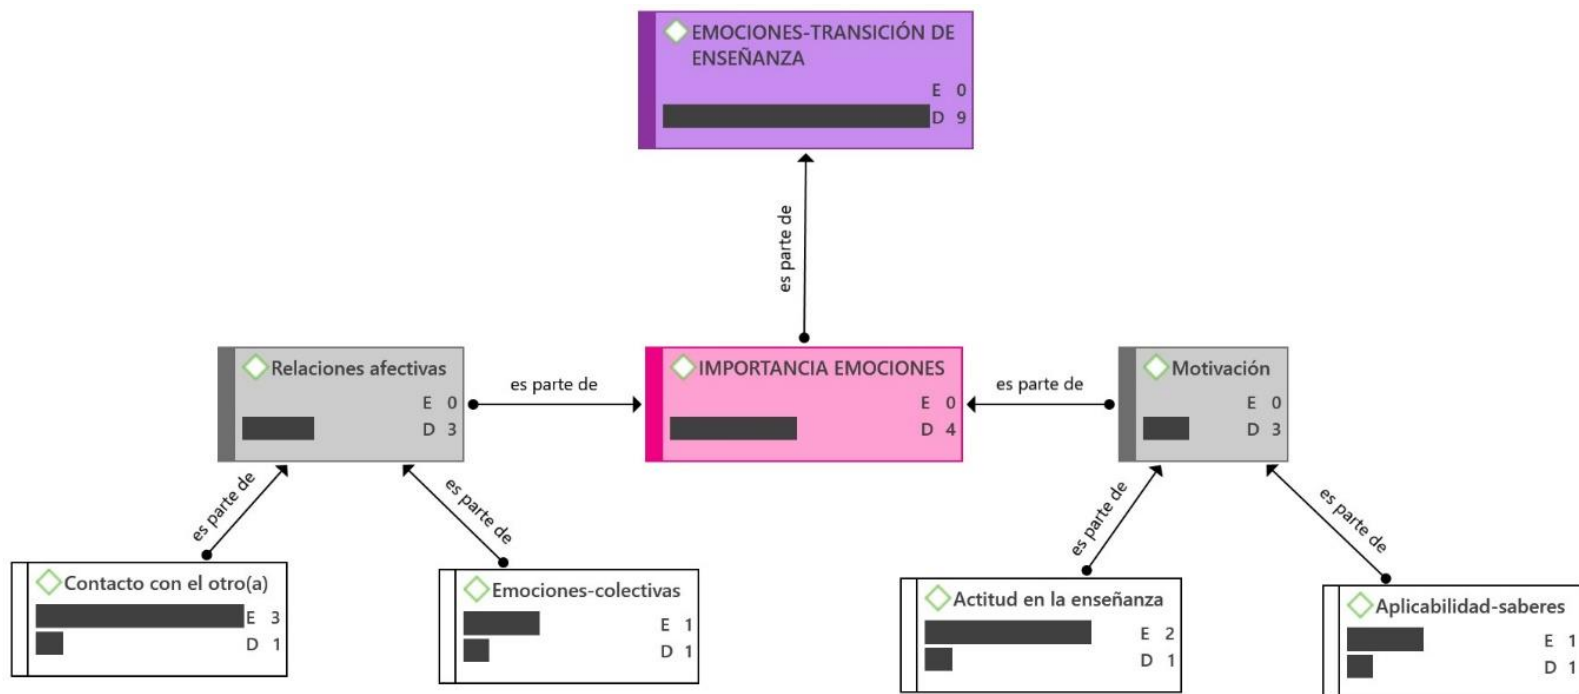 EMOCIONES-TRANSICIÓN DE
ENSEÑANZA
E 0
D 9
es parte de
Relaciones afectivas
E 0
D 3
es parte de
IMPORTANCIA EMOCIONES
E 0
D 4
es parte de
Motivación
E 0
D 3
es parte de
es parte de
es parte de
es parte de
Contacto con el otro(a)
E 3
D 1
Emociones-colectivas
E 1
D 1
Actitud en la enseñanza
E 2
D 1
Aplicabilidad-saberes
E 1
D 1